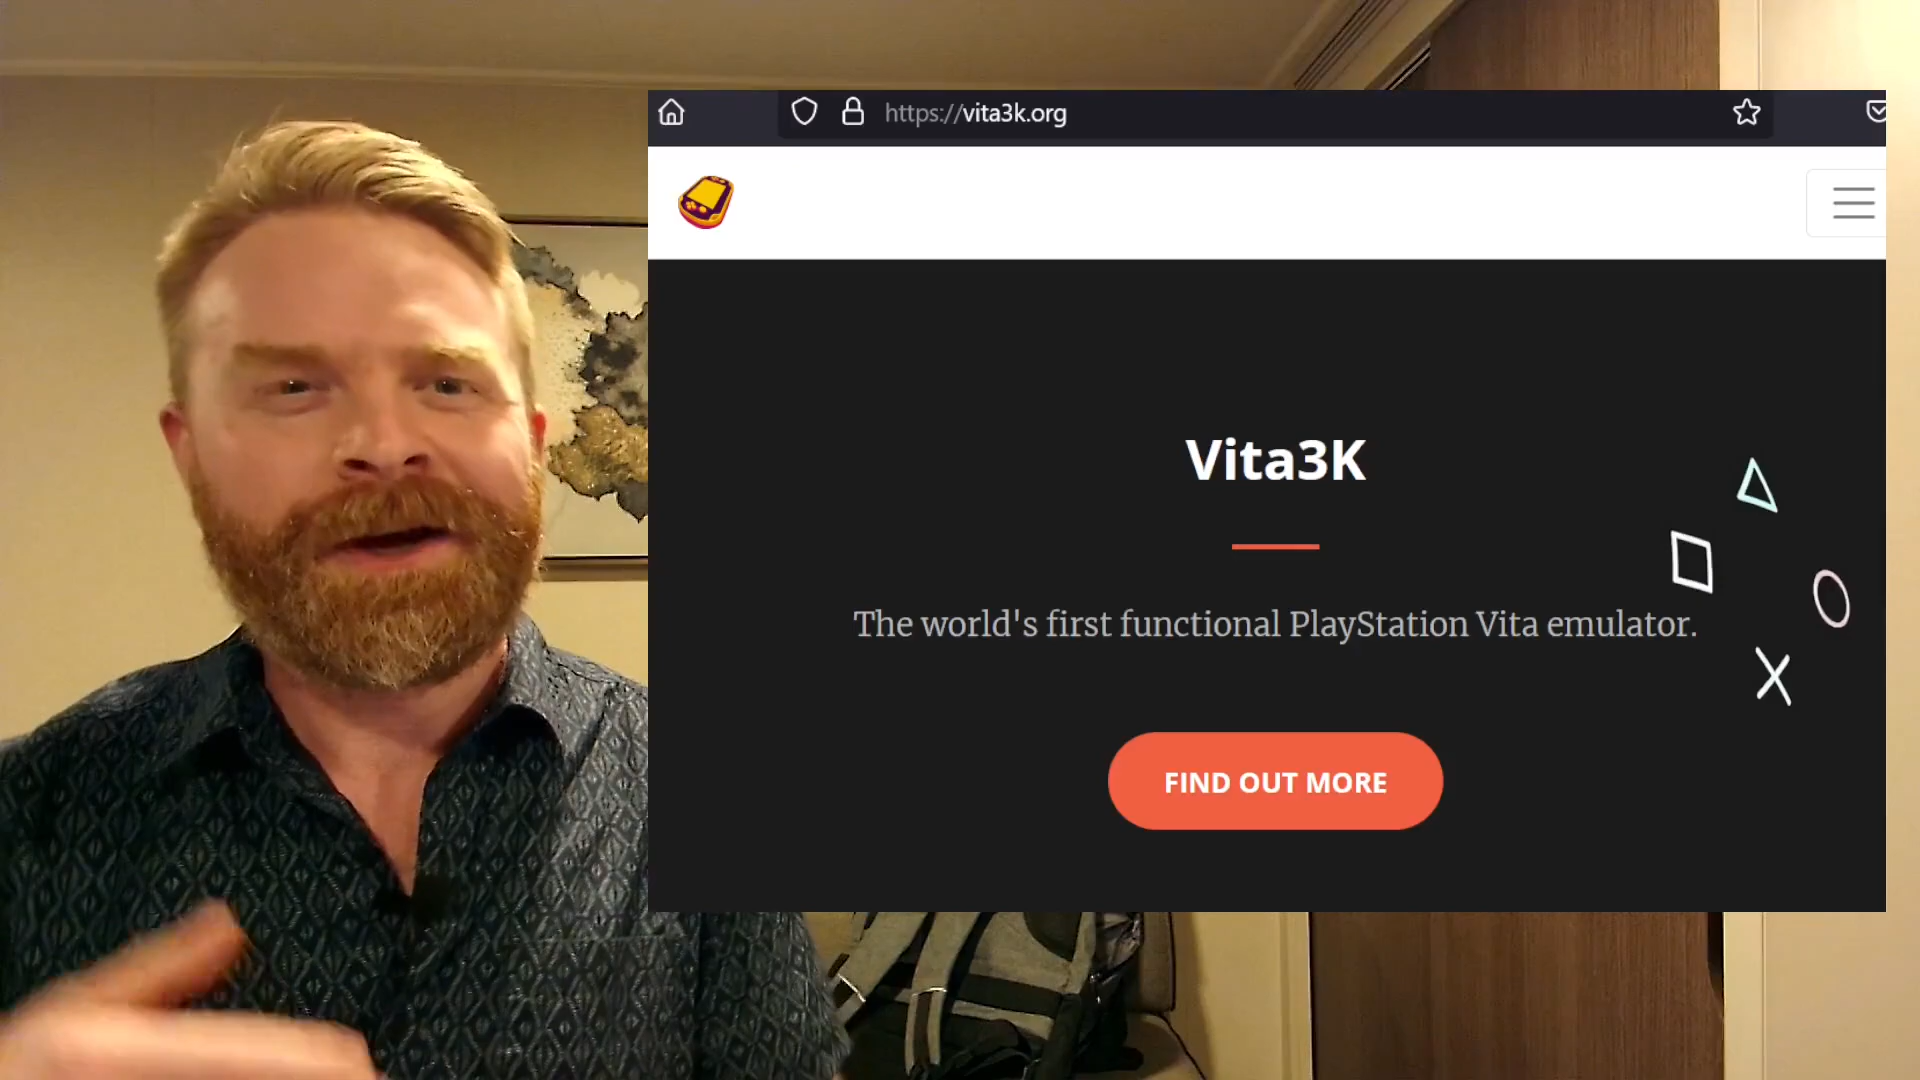 https://vita3k.org
Vita3K
The world's first functional PlayStation Vita emulator.
FIND OUT MORE